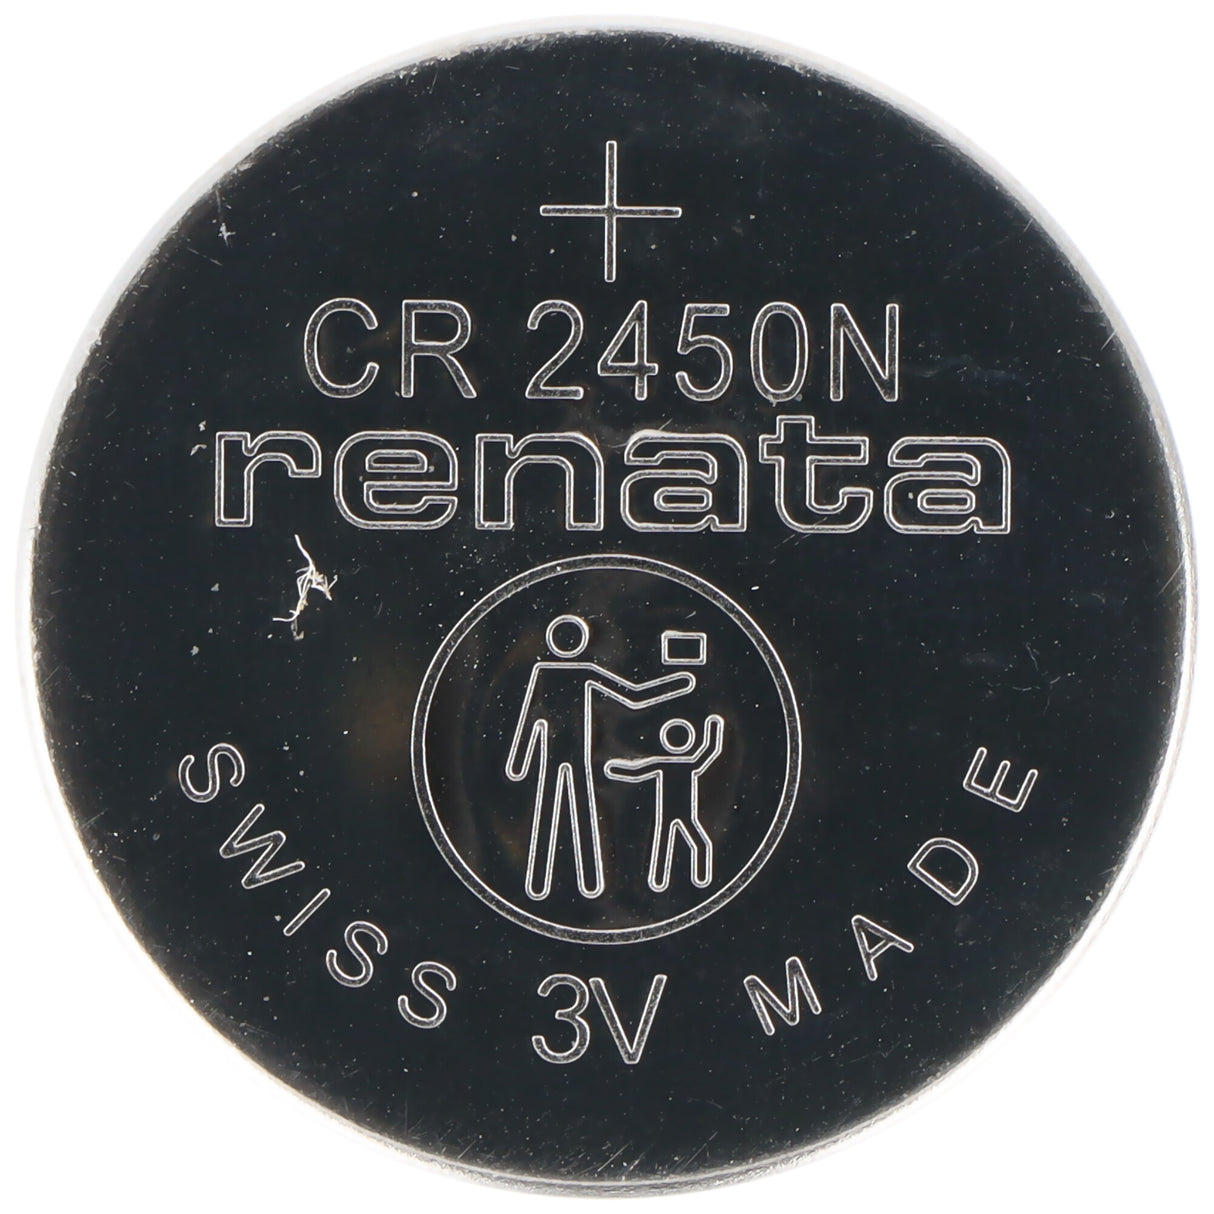 +
CR 2450N
renata
SWISS 3V MADE